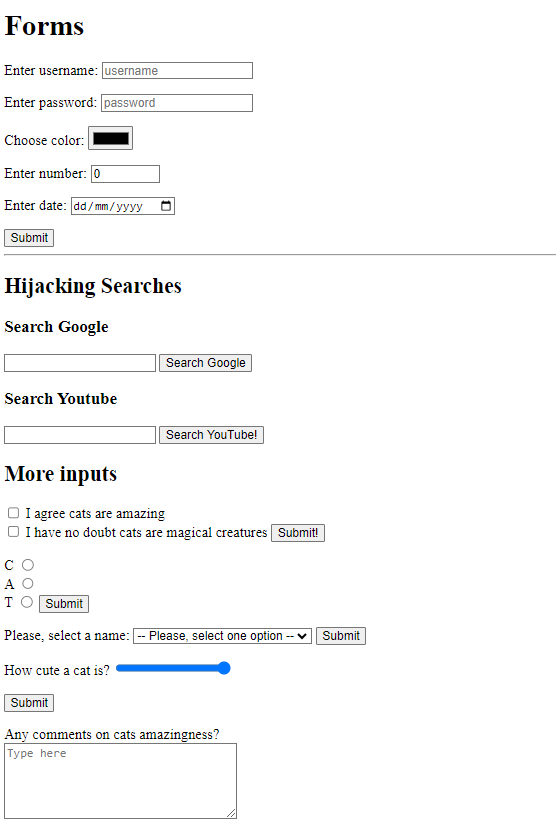 Forms
Enter username: username
Enter password: password
Choose color:
Enter number: 0
Enter date: dd/mm/yyyy
Submit
Hijacking Searches
Search Google
Search Google
Search Youtube
Search YouTube!
More inputs
I agree cats are amazing
I have no doubt cats are magical creatures Submit!
C
A
T Submit
Please, select a name: -- Please, select one option -- Submit
How cute a cat is?
Submit
Any comments on cats amazingness?
Type here